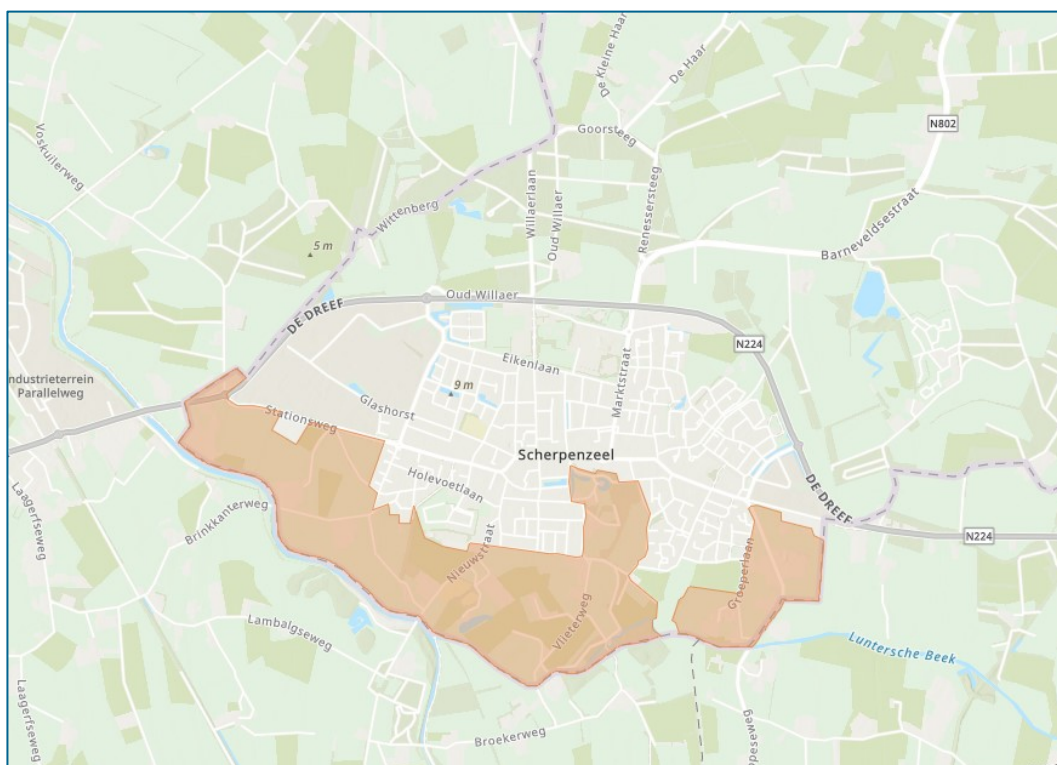 De Kleine Haar
De Haar
Goorsteeg
N802
Voskuilerweg
Willaerlaan
Oud Willaer
Renessersteeg
Wittenberg
5 m
Barneveldsestraat
Oud Willaer
DE DREEF
N224
Eikenlaan
Marktstraat
Industrieterrein
Parallelweg
9 m
Glashorst
Stationsweg
Scherpenzeel
Holevoetlaan
DE DREEF
Laagerfseweg
Brinkkanterweg
N224
Nieuwstraat
Groeperlaan
Vlieterweg
Lambalgseweg
Luntersche Beek
Laagerfseweg
Broekerweg